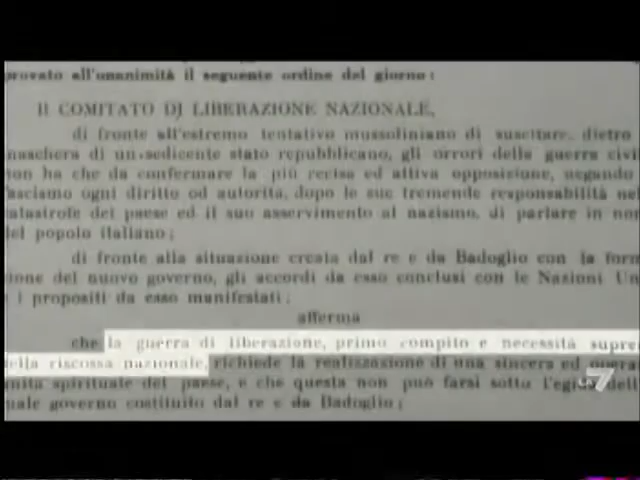 provato all'unanimità il seguente ordine del giorno:
Il COMITATO DI LIBERAZIONE NAZIONALE,
di fronte all'estremo tentativo mussoliniano di suscitare, dietro
maschera di un sedicente stato repubblicano, gli orrori della guerra civi
non ha che da confermare la più recisa ed attiva opposizione, negando
fascismo ogni diritto od autorità, dopo le sue tremende responsabilità nel
catastrofe del paese ed il suo asservimento al nazismo, di parlare in nom
del popolo italiano;
di fronte alla situazione creata dal re e da Badoglio con la form
zione del nuovo governo, gli accordi da esso conclusi con le Nazioni Un
e i propositi da esso manifestati;
afferma
che la guerra di liberazione, primo compito e necessità suprem
della riscossa nazionale, richiede la realizzazione di una sincera ed operan
unità spirituale del paese, e che questa non può farsi sotto l'egida dell
uale governo costituito dal re e da Badoglio;
7